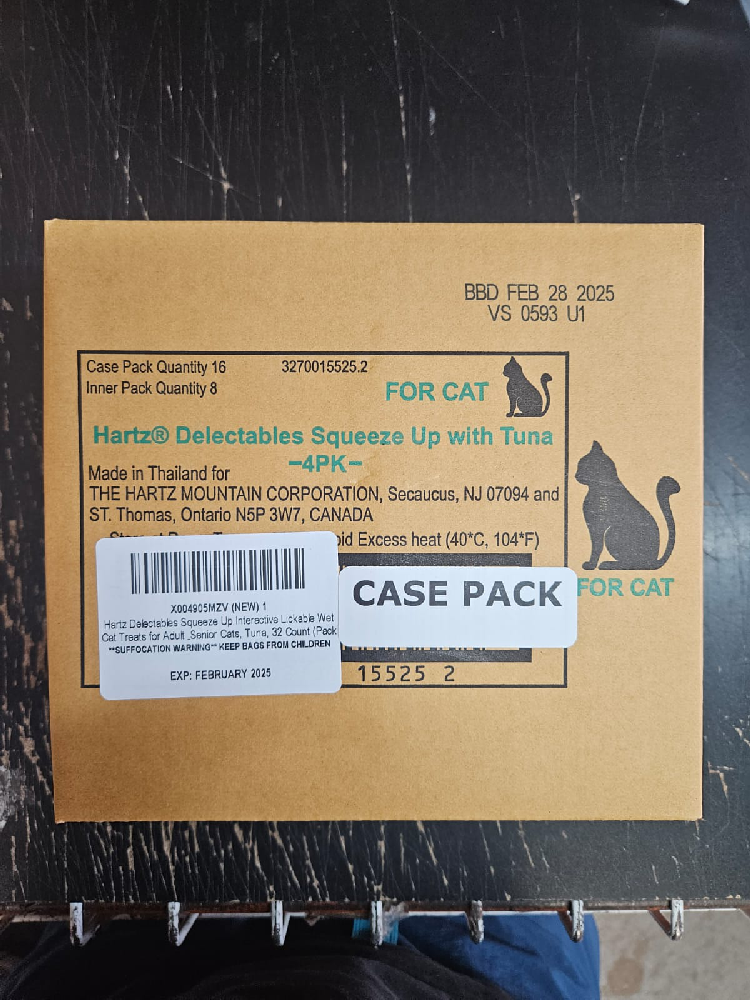 BBD FEB 28 2025
VS 0593 U1
Case Pack Quantity 16 3270015525.2
Inner Pack Quantity 8
FOR CAT
Hartz® Delectables Squeeze Up with Tuna
-4PK-
Made in Thailand for
THE HARTZ MOUNTAIN CORPORATION, Secaucus, NJ 07094 and
ST. Thomas, Ontario N5P 3W7, CANADA
Excess heat (40*C, 104*F)
FOR CAT
CASE PACK
X004905MZV (NEW) 1
Hartz Delectables Squeeze Up Interactive Lickable Wet
Cat Treats for Adult ,Senior Cats, Tuna, 32 Count (Pack
**SUFFOCATION WARNING** KEEP BAGS FROM CHILDREN
EXP: FEBRUARY 2025
15525 2